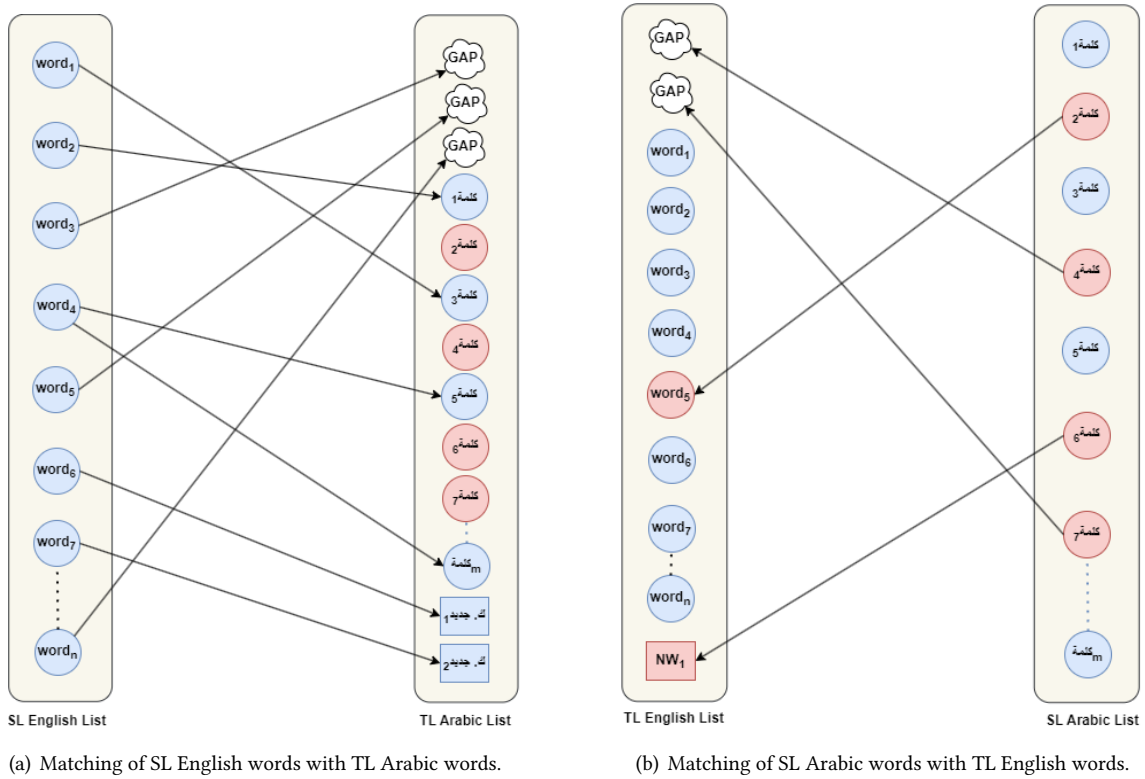 word1
word2
word3
word4
word5
word6
word7
wordn
SL English List
GAP
GAP
GAP
كلمة1
كلمة2
كلمة3
كلمة4
كلمة5
كلمة6
كلمة7
كلمةm
ك. جديد1
ك. جديد2
TL Arabic List
(a) Matching of SL English words with TL Arabic words.
GAP
GAP
word1
word2
word3
word4
word5
word6
word7
wordn
NW1
TL English List
كلمة1
كلمة2
كلمة3
كلمة4
كلمة5
كلمة6
كلمة7
كلمةm
SL Arabic List
(b) Matching of SL Arabic words with TL English words.